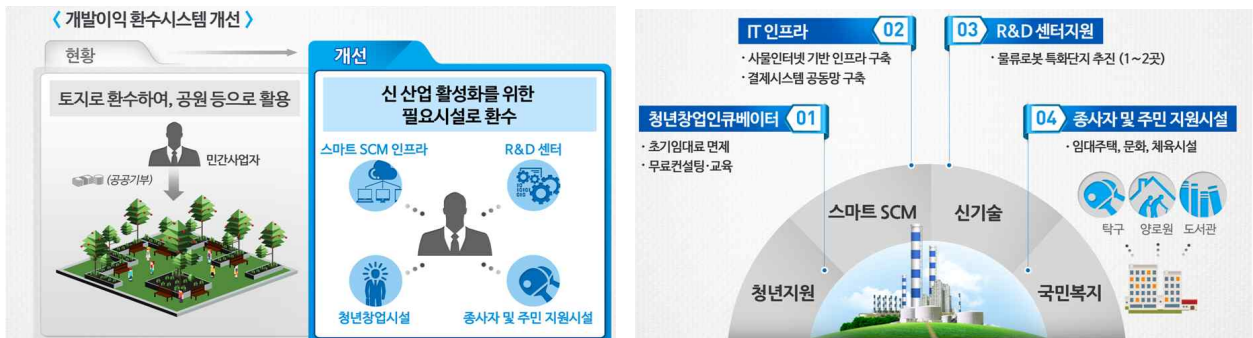 < 개발이익 환수시스템 개선 >
현황
토지로 환수하여, 공원 등으로 활용
민간사업자
(공공기부)
개선
신 산업 활성화를 위한
필요시설로 환수
스마트 SCM 인프라
R&D 센터
청년창업시설
종사자 및 주민 지원시설
IT 인프라 02
· 사물인터넷 기반 인프라 구축
· 결제시스템 공동망 구축
03 R&D 센터지원
· 물류로봇 특화단지 추진 (1~2곳)
청년창업인큐베이터 01
· 초기임대료 면제
· 무료컨설팅·교육
04 종사자 및 주민 지원시설
· 임대주택, 문화, 체육시설
탁구 양로원 도서관
스마트 SCM
신기술
청년지원
국민복지